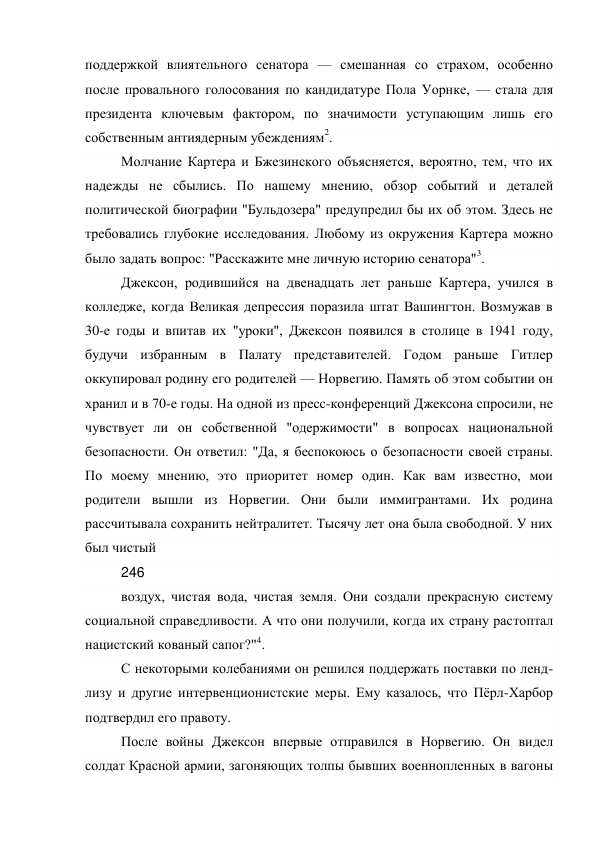 поддержкой влиятельного сенатора — смешанная со страхом, особенно
после провального голосования по кандидатуре Пола Уорнке, — стала для
президента ключевым фактором, по значимости уступающим лишь его
собственным антиядерным убеждениям2.
Молчание Картера и Бжезинского объясняется, вероятно, тем, что их
надежды не сбылись. По нашему мнению, обзор событий и деталей
политической биографии "Бульдозера" предупредил бы их об этом. Здесь не
требовались глубокие исследования. Любому из окружения Картера можно
было задать вопрос: "Расскажите мне личную историю сенатора"3.
Джексон, родившийся на двенадцать лет раньше Картера, учился в
колледже, когда Великая депрессия поразила штат Вашингтон. Возмужав в
30-е годы и впитав их "уроки", Джексон появился в столице в 1941 году,
будучи избранным в Палату представителей. Годом раньше Гитлер
оккупировал родину его родителей — Норвегию. Память об этом событии он
хранил и в 70-е годы. На одной из пресс-конференций Джексона спросили, не
чувствует ли он собственной "одержимости" в вопросах национальной
безопасности. Он ответил: "Да, я беспокоюсь о безопасности своей страны.
По моему мнению, это приоритет номер один. Как вам известно, мои
родители вышли из Норвегии. Они были иммигрантами. Их родина
рассчитывала сохранить нейтралитет. Тысячу лет она была свободной. У них
был чистый
246
воздух, чистая вода, чистая земля. Они создали прекрасную систему
социальной справедливости. А что они получили, когда их страну растоптал
нацистский кованый сапог?"4.
С некоторыми колебаниями он решился поддержать поставки по ленд-
лизу и другие интервенционистские меры. Ему казалось, что Пёрл-Харбор
подтвердил его правоту.
После войны Джексон впервые отправился в Норвегию. Он видел
солдат Красной армии, загоняющих толпы бывших военнопленных в вагоны